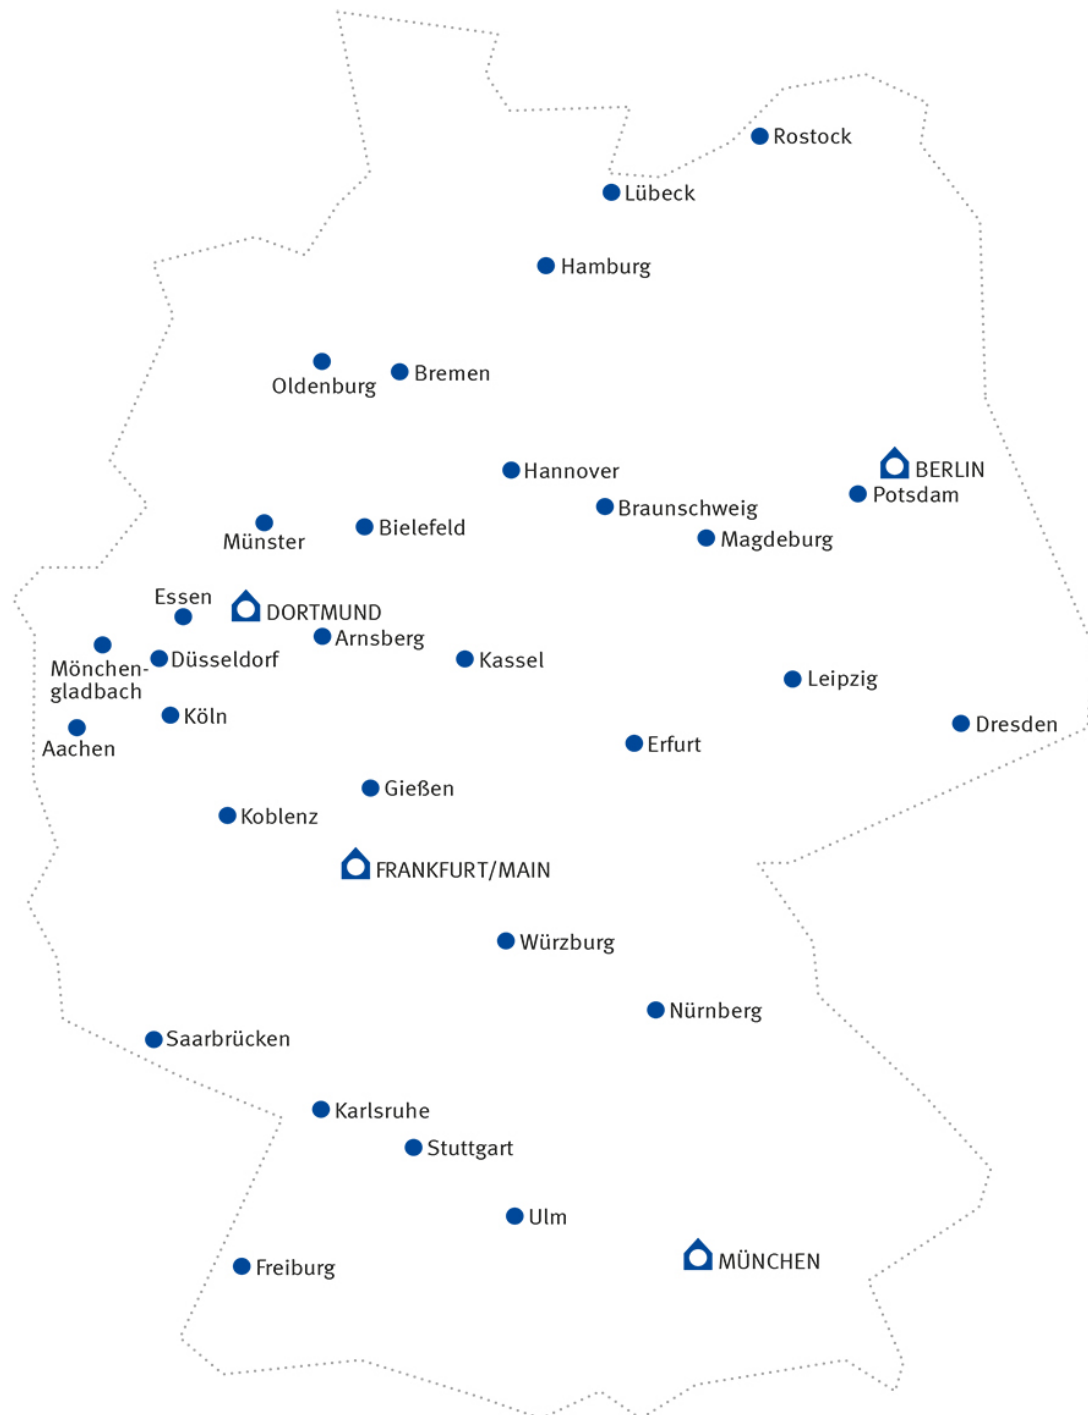 Rostock
Lübeck
Hamburg
Oldenburg
Bremen
Hannover
BERLIN
Potsdam
Braunschweig
Magdeburg
Münster
Bielefeld
Essen
DORTMUND
Arnsberg
Mönchen-
gladbach
Düsseldorf
Kassel
Leipzig
Köln
Aachen
Erfurt
Dresden
Gießen
Koblenz
FRANKFURT/MAIN
Würzburg
Nürnberg
Saarbrücken
Karlsruhe
Stuttgart
Ulm
Freiburg
MÜNCHEN